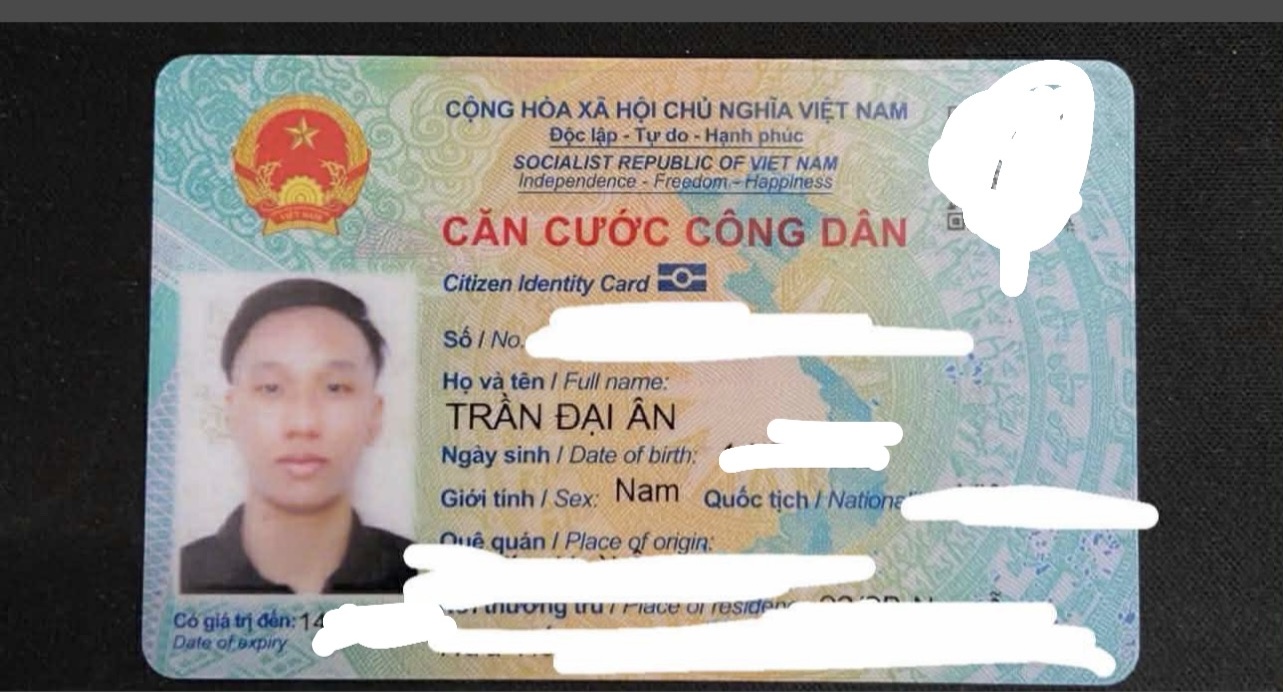 CỘNG HÒA XÃ HỘI CHỦ NGHĨA VIỆT NAM
Độc lập - Tự do - Hạnh phúc
SOCIALIST REPUBLIC OF VIET NAM
Independence - Freedom - Happiness
CĂN CƯỚC CÔNG DÂN
Citizen Identity Card
Số / No.
Họ và tên / Full name:
TRẦN ĐẠI ÂN
Ngày sinh / Date of birth:
Giới tính / Sex: Nam Quốc tịch /
Quê quán / Place of origin:
thường trú / Place of
Có giá trị đến: 14
Date of expiry
VIỆT NAM